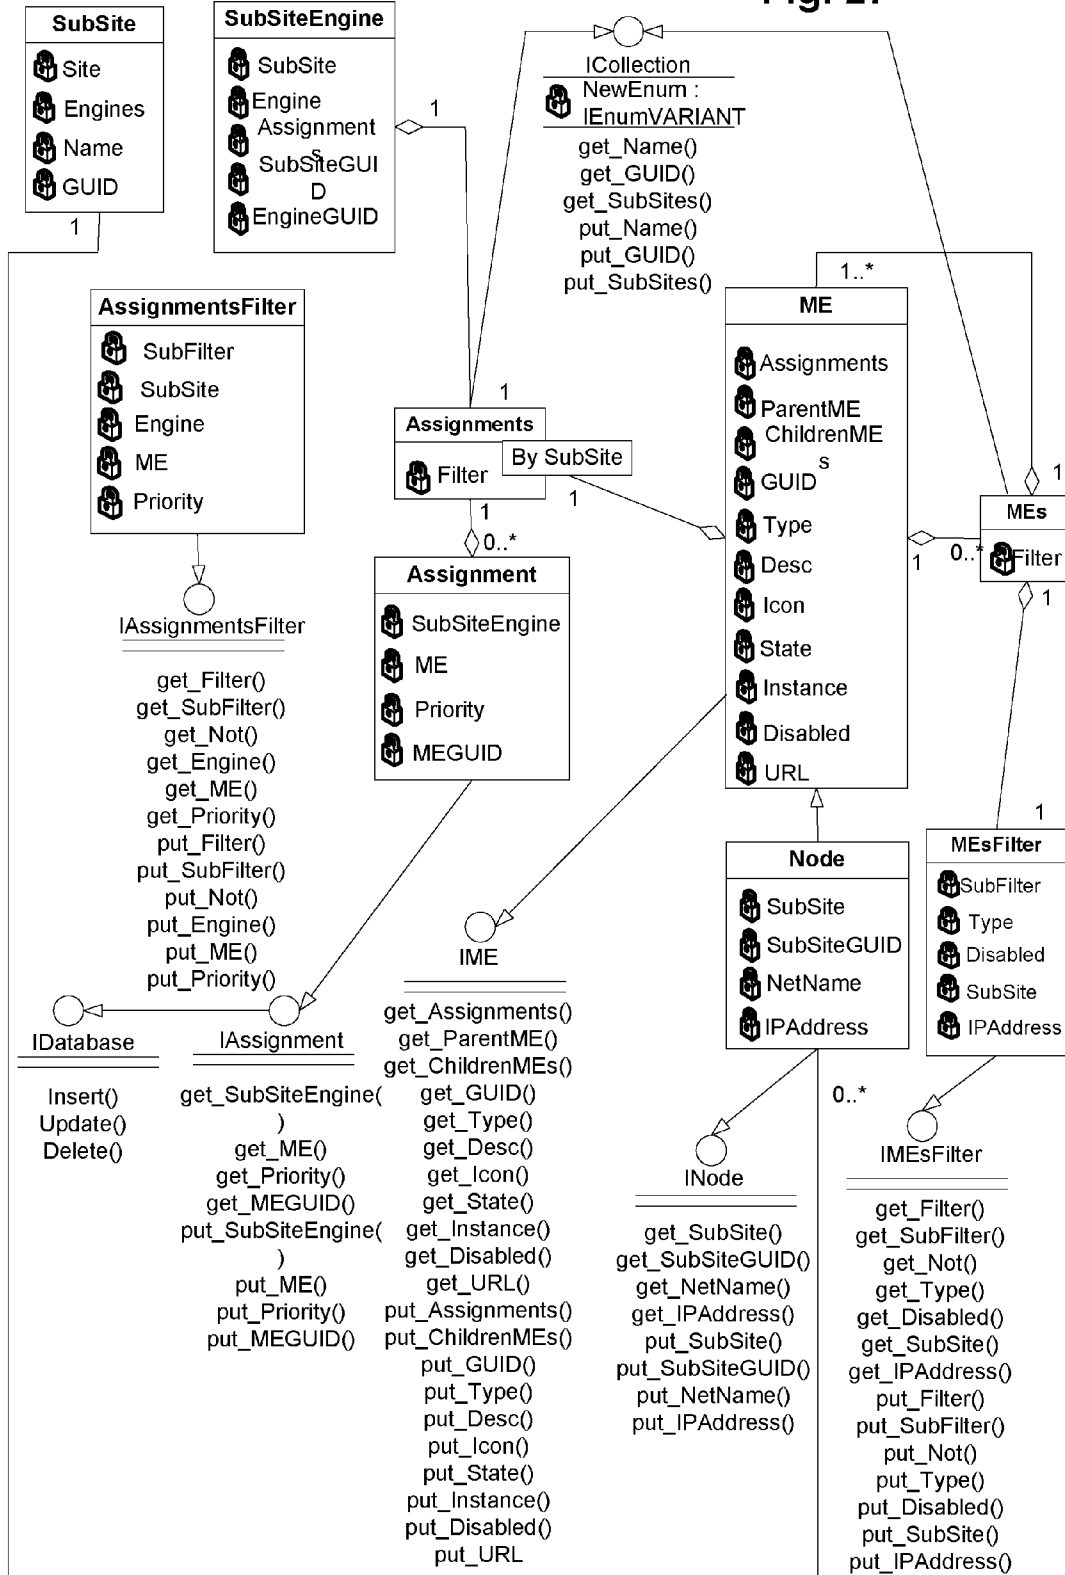 Fig. 2.
SubSite
Site
Engines
Name
GUID
1
SubSiteEngine
SubSite
Engine
Assignment
s
SubSiteGUI
D
EngineGUID
1
ICollection
NewEnum :
IEnumVARIANT
get_Name()
get_GUID()
get_SubSites()
put_Name()
put_GUID()
put_SubSites()
AssignmentsFilter
SubFilter
SubSite
Engine
ME
Priority
IAssignmentsFilter
get_Filter()
get_SubFilter()
get_Not()
get_Engine()
get_ME()
get_Priority()
put_Filter()
put_SubFilter()
put_Not()
put_Engine()
put_ME()
put_Priority()
1
Assignments
Filter
By SubSite
1
1
0..*
Assignment
SubSiteEngine
ME
Priority
MEGUID
1..*
ME
Assignments
ParentME
ChildrenME
s
GUID
Type
Desc
Icon
State
Instance
Disabled
URL
1
MEs
Filter
0..*
1
1
1
Node
SubSite
SubSiteGUID
NetName
IPAddress
0..*
MEsFilter
SubFilter
Type
Disabled
SubSite
IPAddress
IDatabase
Insert()
Update()
Delete()
IAssignment
get_SubSiteEngine(
)
get_ME()
get_Priority()
get_MEGUID()
put_SubSiteEngine(
)
put_ME()
put_Priority()
put_MEGUID()
IME
get_Assignments()
get_ParentME()
get_ChildrenMEs()
get_GUID()
get_Type()
get_Desc()
get_Icon()
get_State()
get_Instance()
get_Disabled()
get_URL()
put_Assignments()
put_ChildrenMEs()
put_GUID()
put_Type()
put_Desc()
put_Icon()
put_State()
put_Instance()
put_Disabled()
put_URL
INode
get_SubSite()
get_SubSiteGUID()
get_NetName()
get_IPAddress()
put_SubSite()
put_SubSiteGUID()
put_NetName()
put_IPAddress()
IMEsFilter
get_Filter()
get_SubFilter()
get_Not()
get_Type()
get_Disabled()
get_SubSite()
get_IPAddress()
put_Filter()
put_SubFilter()
put_Not()
put_Type()
put_Disabled()
put_SubSite()
put_IPAddress()